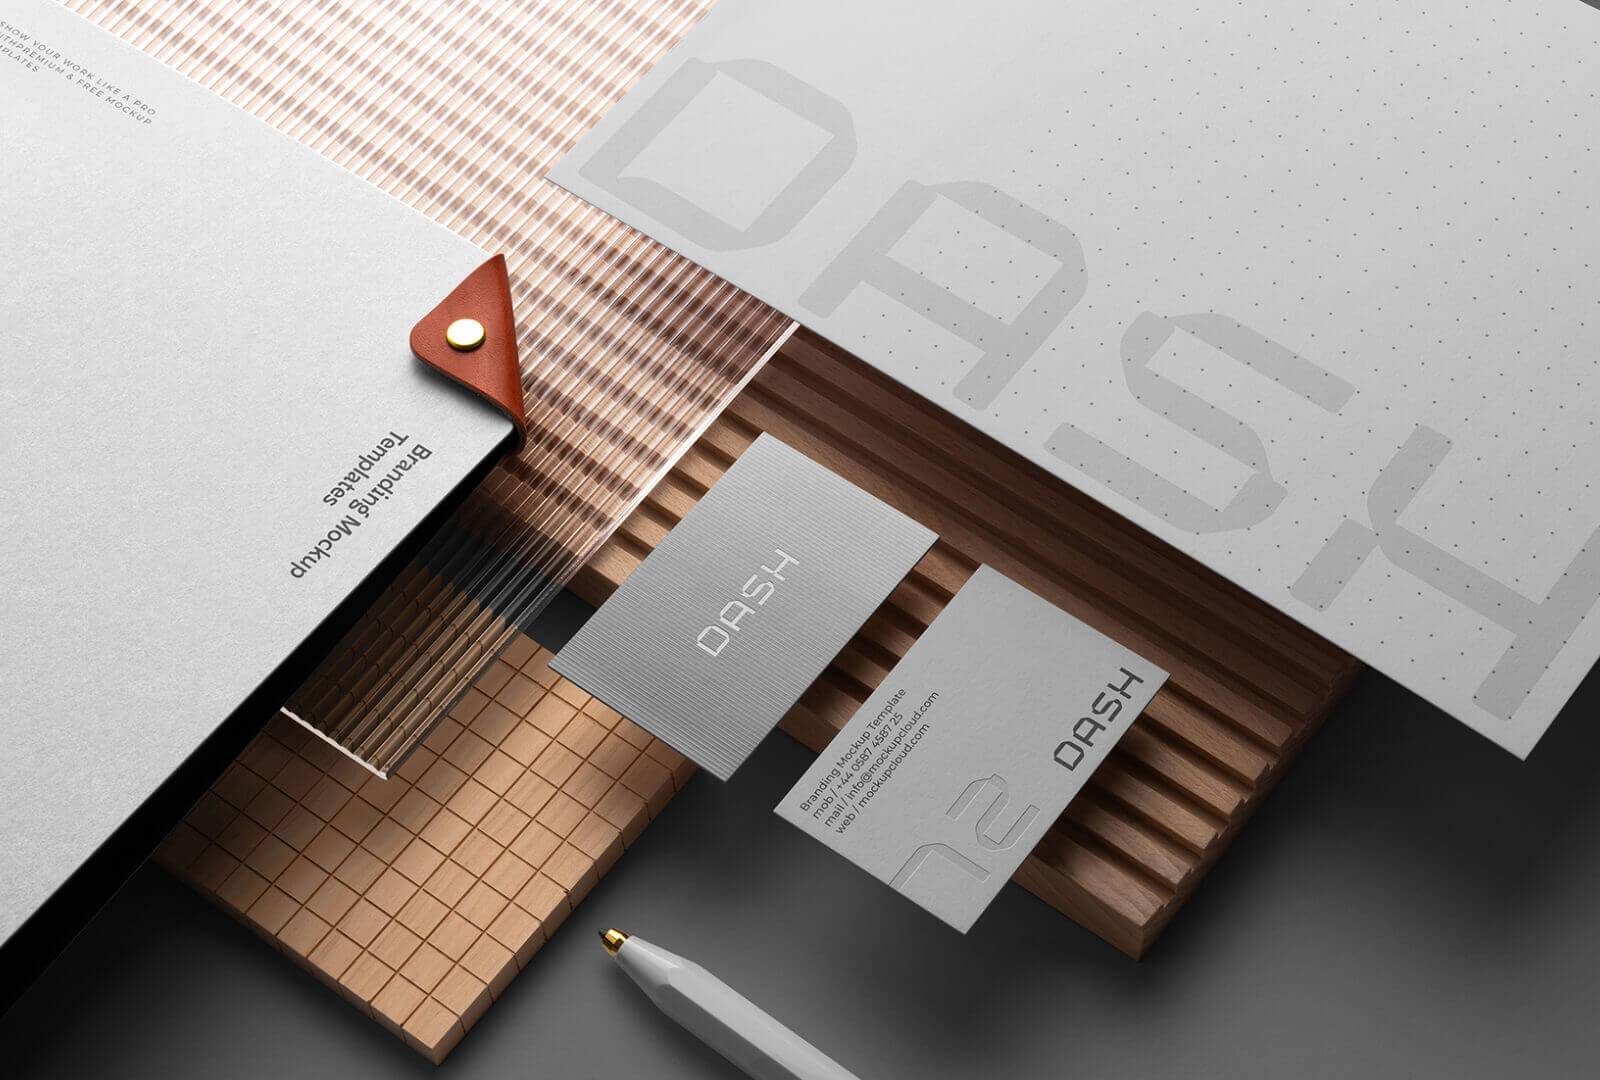 SHOW YOUR WORK LIKE A PRO
WITHPREMIUM & FREE MOCKUP
TEMPLATES
Branding Mockup
Templates
DASH
DASH
DASH
Branding Mockup Template
mob / +44 0587 4587 25
mail / info@mockupcloud.com
web / mockupcloud.com
12